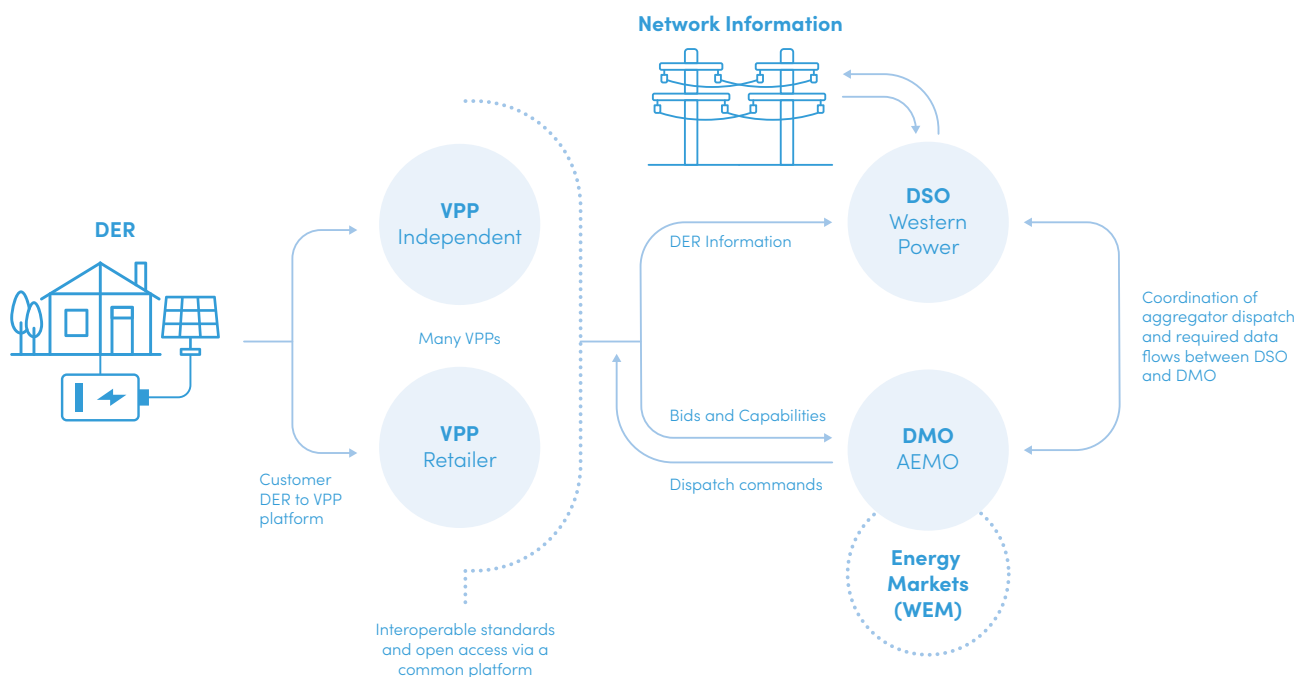 Network Information
DER
VPP
Independent
Many VPPs
VPP
Retailer
Customer
DER to VPP
platform
Interoperable standards
and open access via a
common platform
DER Information
Bids and Capabilities
Dispatch commands
DSO
Western
Power
DMO
AEMO
Energy
Markets
(WEM)
Coordination of
aggregator dispatch
and required data
flows between DSO
and DMO